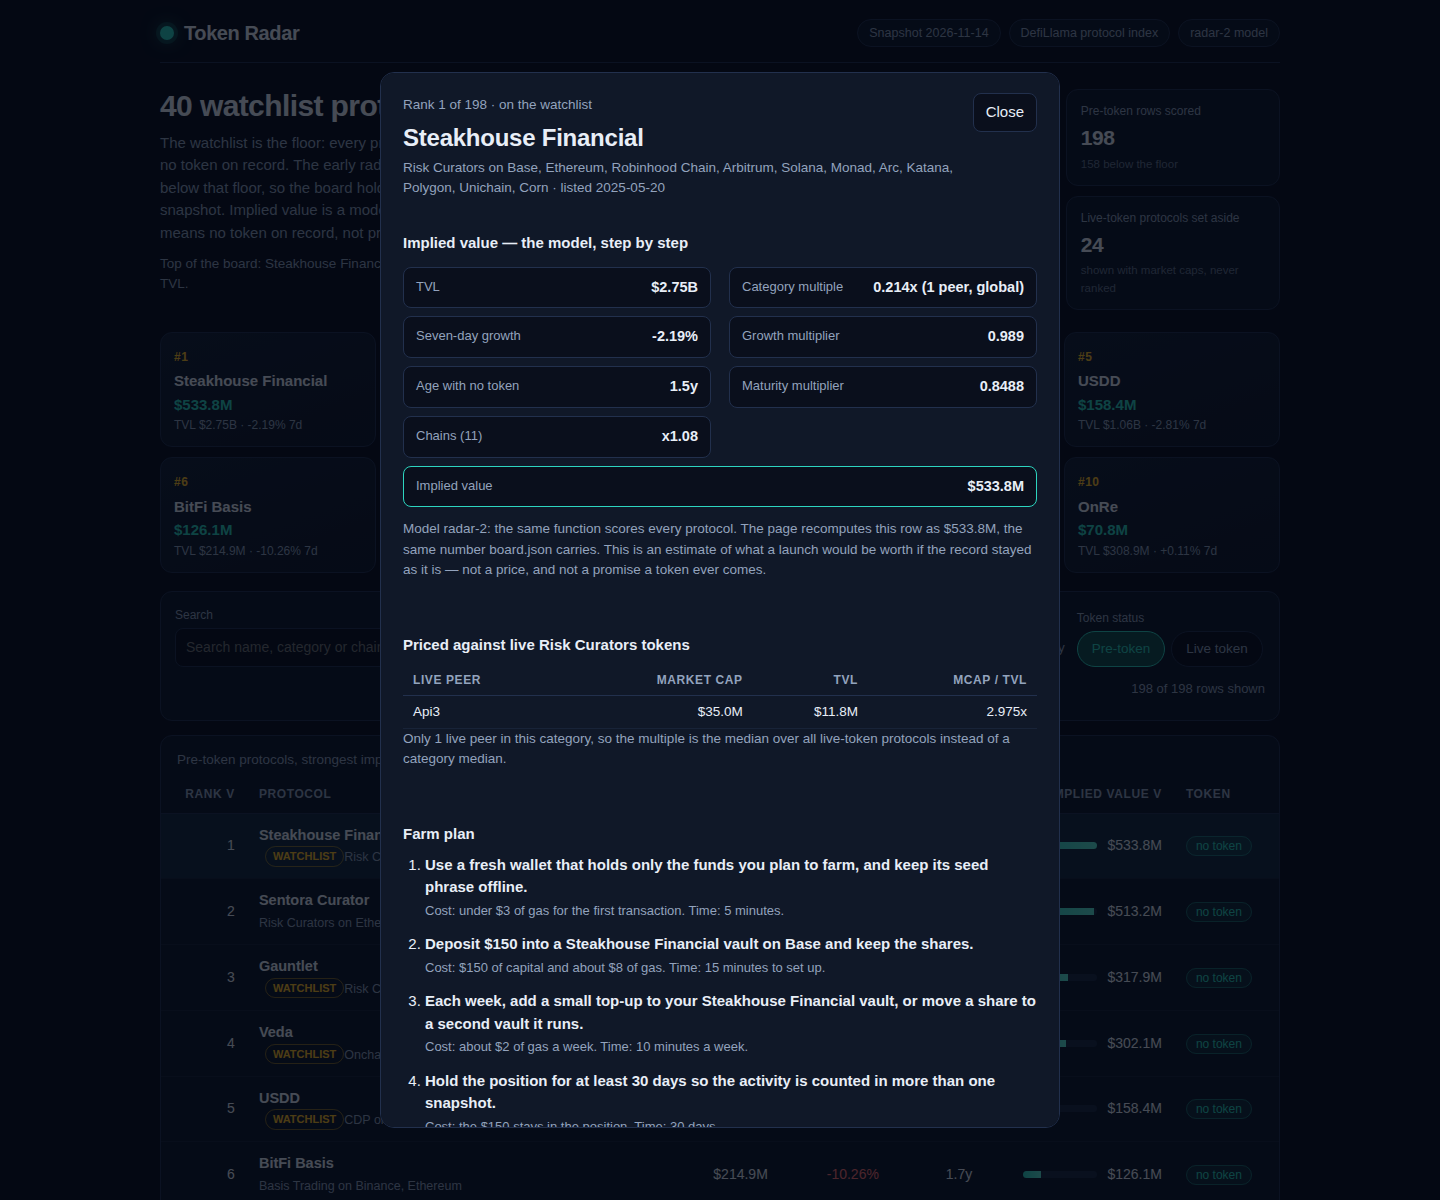 Token Radar
Snapshot 2026-11-14
DefiLlama protocol index
radar-2 model
40 watchlist prot
The watchlist is the floor: every p
no token on record. The early rad
below that floor, so the board hold
snapshot. Implied value is a mode
means no token on record, not pr
Top of the board: Steakhouse Financ
TVL.
Pre-token rows scored
198
158 below the floor
Live-token protocols set aside
24
shown with market caps, never
ranked
#1
Steakhouse Financial
$533.8M
TVL $2.75B · -2.19% 7d
#5
USDD
$158.4M
TVL $1.06B · -2.81% 7d
#6
BitFi Basis
$126.1M
TVL $214.9M · -10.26% 7d
#10
OnRe
$70.8M
TVL $308.9M · +0.11% 7d
Search
Search name, category or chain
y
Token status
Pre-token
Live token
198 of 198 rows shown
Pre-token protocols, strongest imp
RANK V
PROTOCOL
MPLIED VALUE V
TOKEN
1
Steakhouse Finan
WATCHLIST
Risk C
$533.8M
no token
2
Sentora Curator
Risk Curators on Ethe
$513.2M
no token
3
Gauntlet
WATCHLIST
Risk C
$317.9M
no token
4
Veda
WATCHLIST
Oncha
$302.1M
no token
5
USDD
WATCHLIST
CDP o
$158.4M
no token
6
BitFi Basis
Basis Trading on Binance, Ethereum
$214.9M
-10.26%
1.7y
$126.1M
no token
Rank 1 of 198 · on the watchlist
Close
Steakhouse Financial
Risk Curators on Base, Ethereum, Robinhood Chain, Arbitrum, Solana, Monad, Arc, Katana,
Polygon, Unichain, Corn · listed 2025-05-20
Implied value — the model, step by step
TVL
$2.75B
Category multiple
0.214x (1 peer, global)
Seven-day growth
-2.19%
Growth multiplier
0.989
Age with no token
1.5y
Maturity multiplier
0.8488
Chains (11)
x1.08
Implied value
$533.8M
Model radar-2: the same function scores every protocol. The page recomputes this row as $533.8M, the
same number board.json carries. This is an estimate of what a launch would be worth if the record stayed
as it is — not a price, and not a promise a token ever comes.
Priced against live Risk Curators tokens
LIVE PEER
MARKET CAP
TVL
MCAP / TVL
Api3
$35.0M
$11.8M
2.975x
Only 1 live peer in this category, so the multiple is the median over all live-token protocols instead of a
category median.
Farm plan
1. Use a fresh wallet that holds only the funds you plan to farm, and keep its seed
phrase offline.
Cost: under $3 of gas for the first transaction. Time: 5 minutes.
2. Deposit $150 into a Steakhouse Financial vault on Base and keep the shares.
Cost: $150 of capital and about $8 of gas. Time: 15 minutes to set up.
3. Each week, add a small top-up to your Steakhouse Financial vault, or move a share to
a second vault it runs.
Cost: about $2 of gas a week. Time: 10 minutes a week.
4. Hold the position for at least 30 days so the activity is counted in more than one
snapshot.
Cost: the $150 stays in the position. Time: 30 days.